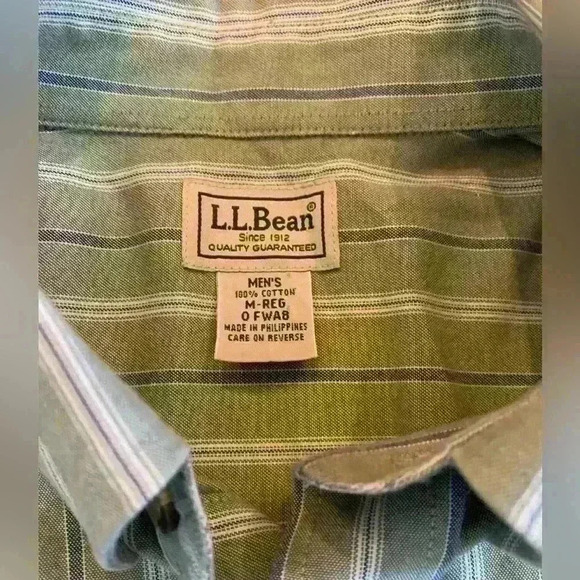 L.L.Bean®
Since 1912
QUALITY GUARANTEED
MEN'S
100% COTTON
M-REG
0 FWA8
MADE IN PHILIPPINES
CARE ON REVERSE